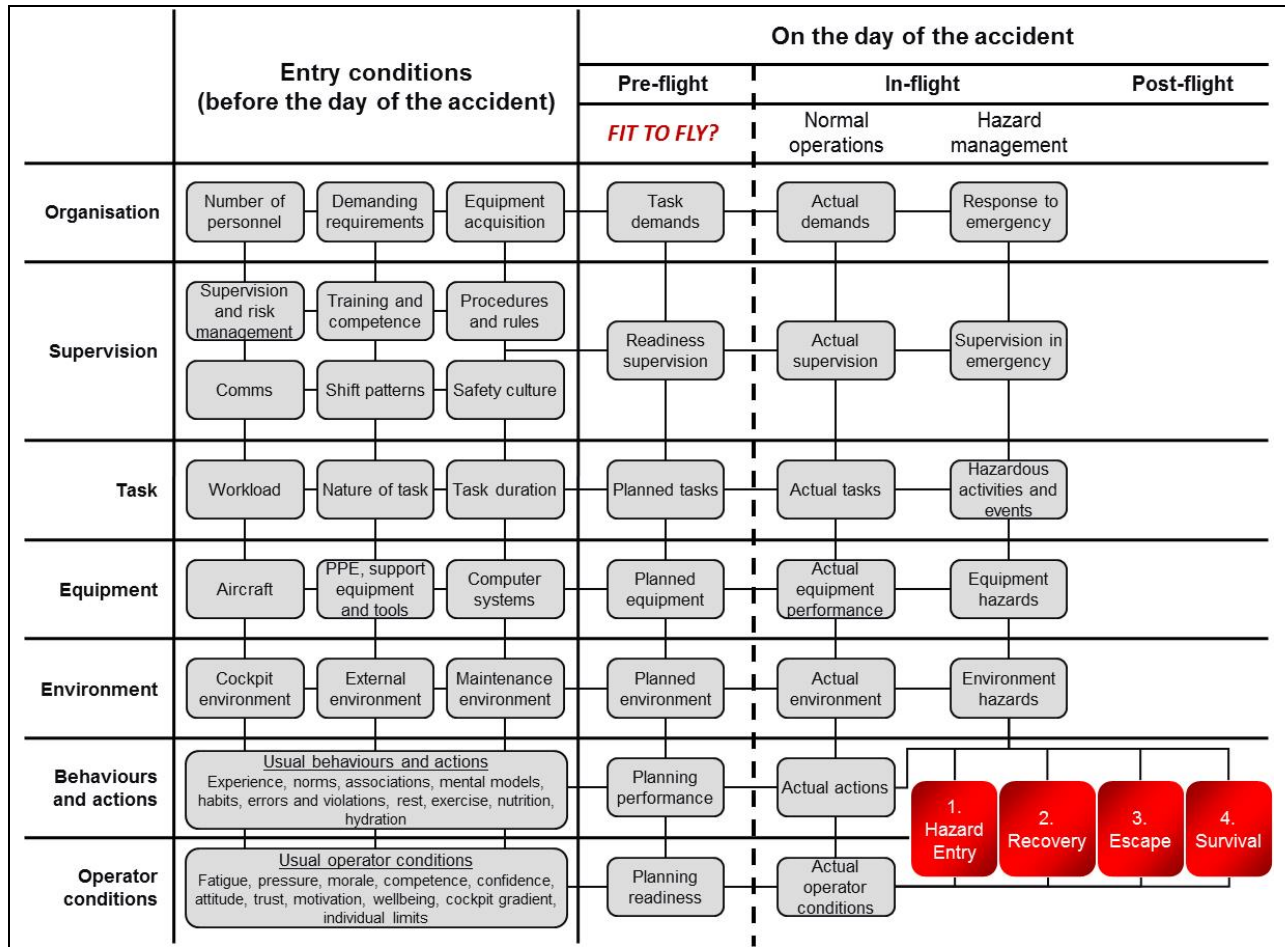 Entry conditions
(before the day of the accident)
On the day of the accident
Pre-flight
In-flight
Post-flight
FIT TO FLY?
Normal
operations
Hazard
management
Organisation
Number of
personnel
Demanding
requirements
Equipment
acquisition
Task
demands
Actual
demands
Response to
emergency
Supervision
Supervision
and risk
management
Training and
competence
Procedures
and rules
Comms
Shift patterns
Safety culture
Readiness
supervision
Actual
supervision
Supervision in
emergency
Task
Workload
Nature of task
Task duration
Planned tasks
Actual tasks
Hazardous
activities and
events
Equipment
Aircraft
PPE, support
equipment
and tools
Computer
systems
Planned
equipment
Actual
equipment
performance
Equipment
hazards
Environment
Cockpit
environment
External
environment
Maintenance
environment
Planned
environment
Actual
environment
Environment
hazards
Behaviours
and actions
Usual behaviours and actions
Experience, norms, associations, mental models,
habits, errors and violations, rest, exercise, nutrition,
hydration
Planning
performance
Actual actions
1.
Hazard
Entry
2.
Recovery
3.
Escape
4.
Survival
Operator
conditions
Usual operator conditions
Fatigue, pressure, morale, competence, confidence,
attitude, trust, motivation, wellbeing, cockpit gradient,
individual limits
Planning
readiness
Actual
operator
conditions